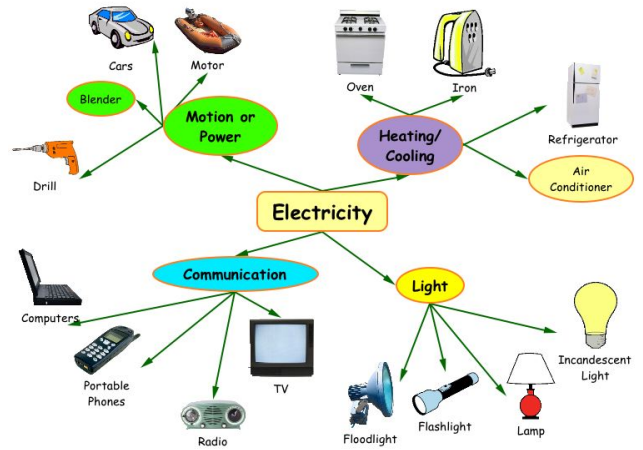 Cars
Motor
Blender
Motion or
Power
Drill
Oven
Iron
Heating/
Cooling
Refrigerator
Air
Conditioner
Electricity
Communication
Computers
Portable
Phones
Radio
TV
Light
Floodlight
Flashlight
Lamp
Incandescent
Light